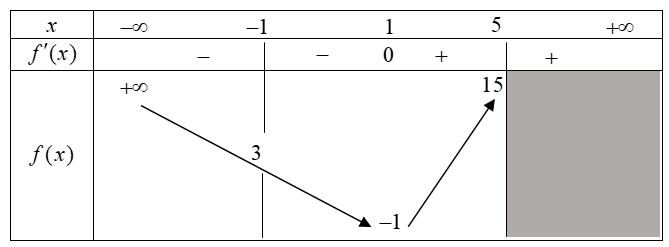 x −∞ −1 1 5 +∞
f′(x) − − 0 + +
+∞ 15
f(x) 3
−1